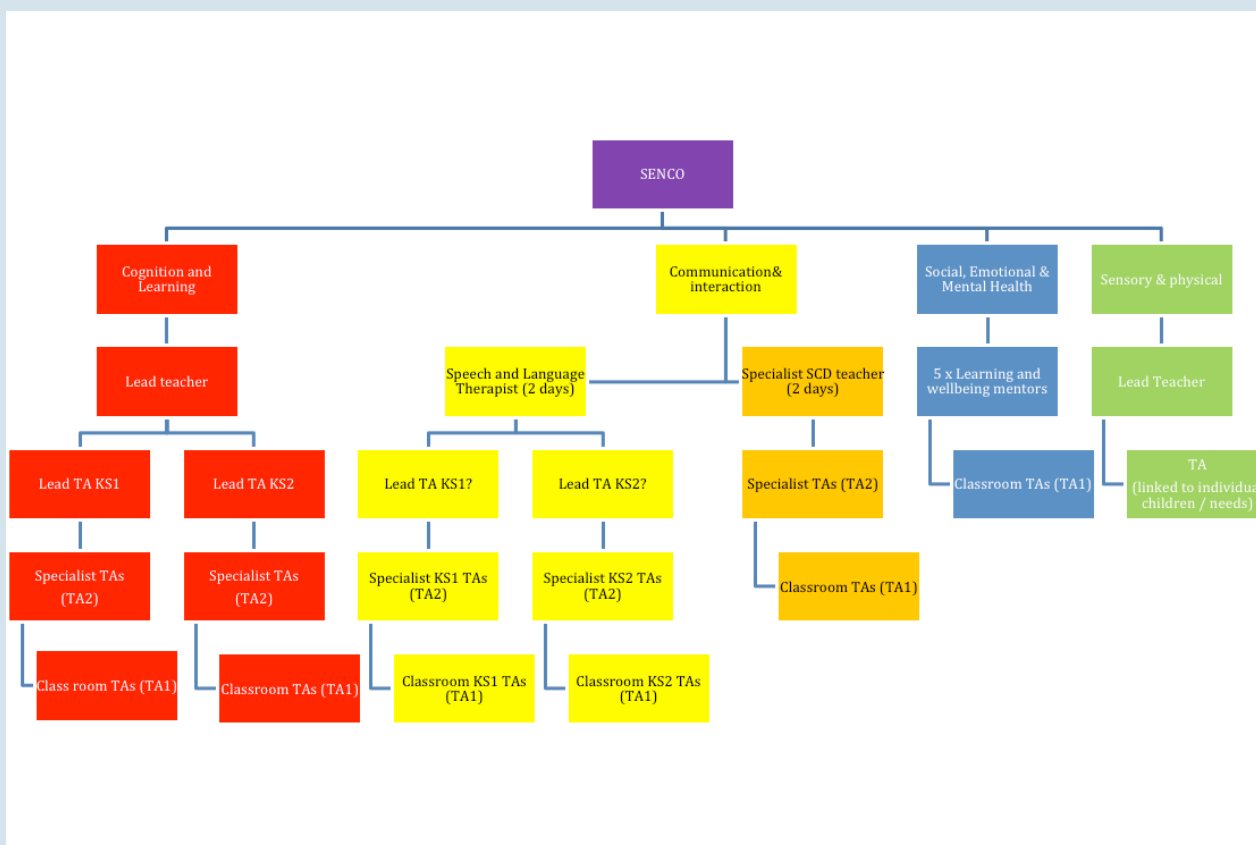 SENCO
Cognition and
Learning
Communication&
interaction
Social, Emotional &
Mental Health
Sensory & physical
Lead teacher
Speech and Language
Therapist (2 days)
Specialist SCD teacher
(2 days)
5 x Learning and
wellbeing mentors
Lead Teacher
Lead TA KS1
Lead TA KS2
Lead TA KS1?
Lead TA KS2?
Specialist TAs (TA2)
Classroom TAs (TA1)
TA
(linked to individua
children / needs)
Specialist TAs
(TA2)
Specialist TAs
(TA2)
Specialist KS1 TAs
(TA2)
Specialist KS2 TAs
(TA2)
Classroom TAs (TA1)
Class room TAs (TA1)
Classroom TAs (TA1)
Classroom KS1 TAs
(TA1)
Classroom KS2 TAs
(TA1)